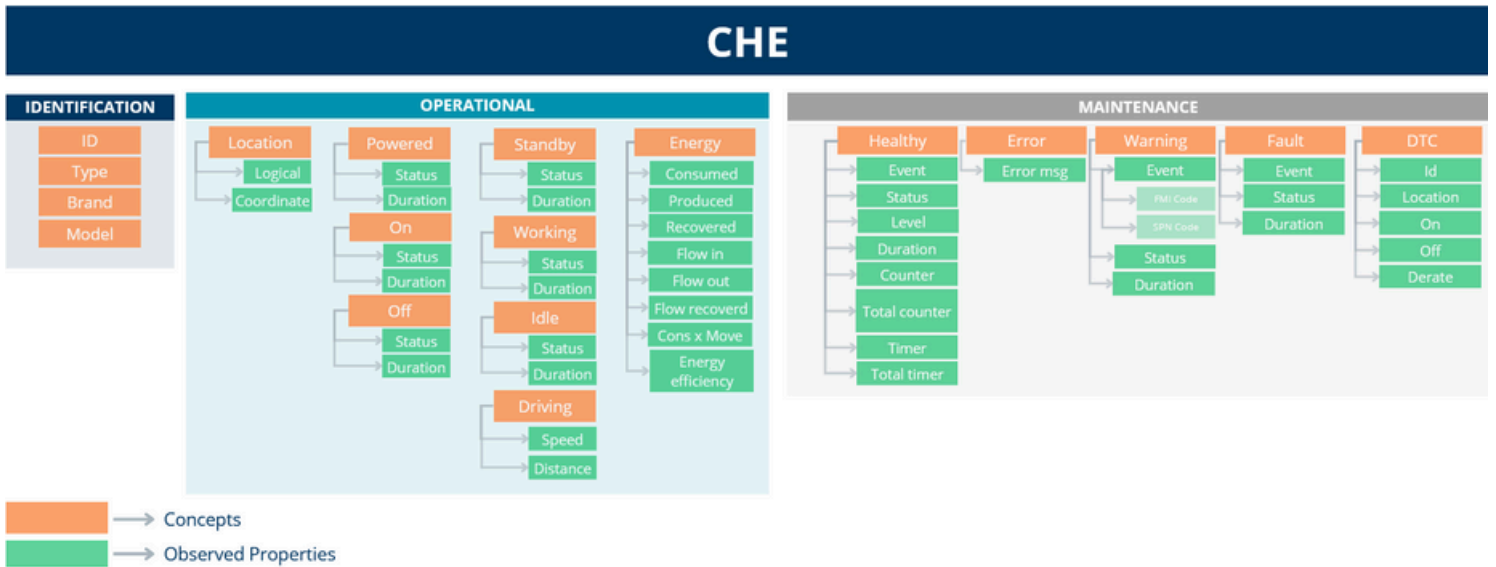 CHE
IDENTIFICATION
ID
Type
Brand
Model
OPERATIONAL
Location
Logical
Coordinate
Powered
Status
Duration
On
Status
Duration
Off
Status
Duration
Standby
Status
Duration
Working
Status
Duration
Idle
Status
Duration
Driving
Speed
Distance
Energy
Consumed
Produced
Recovered
Flow in
Flow out
Flow recoverd
Cons x Move
Energy
efficiency
MAINTENANCE
Healthy
Event
Status
Level
Duration
Counter
Total counter
Timer
Total timer
Error
Error msg
Warning
Event
FMI Code
SPN Code
Status
Duration
Fault
Event
Status
Duration
DTC
Id
Location
On
Off
Derate
Concepts
Observed Properties